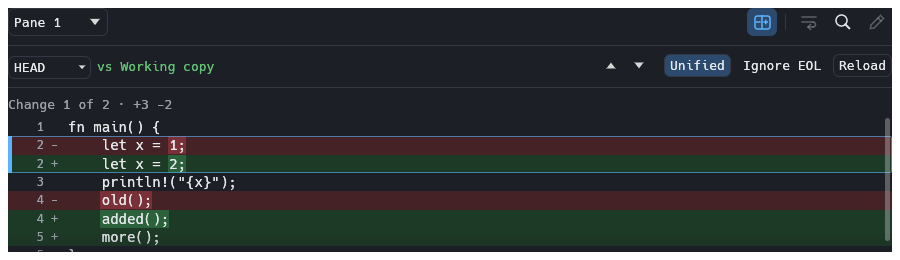 Pane 1
HEAD vs Working copy Unified Ignore EOL Reload
Change 1 of 2 · +3 -2
1 fn main() {
2 - let x = 1;
2 + let x = 2;
3 println!("{x}");
4 - old();
4 + added();
5 + more();